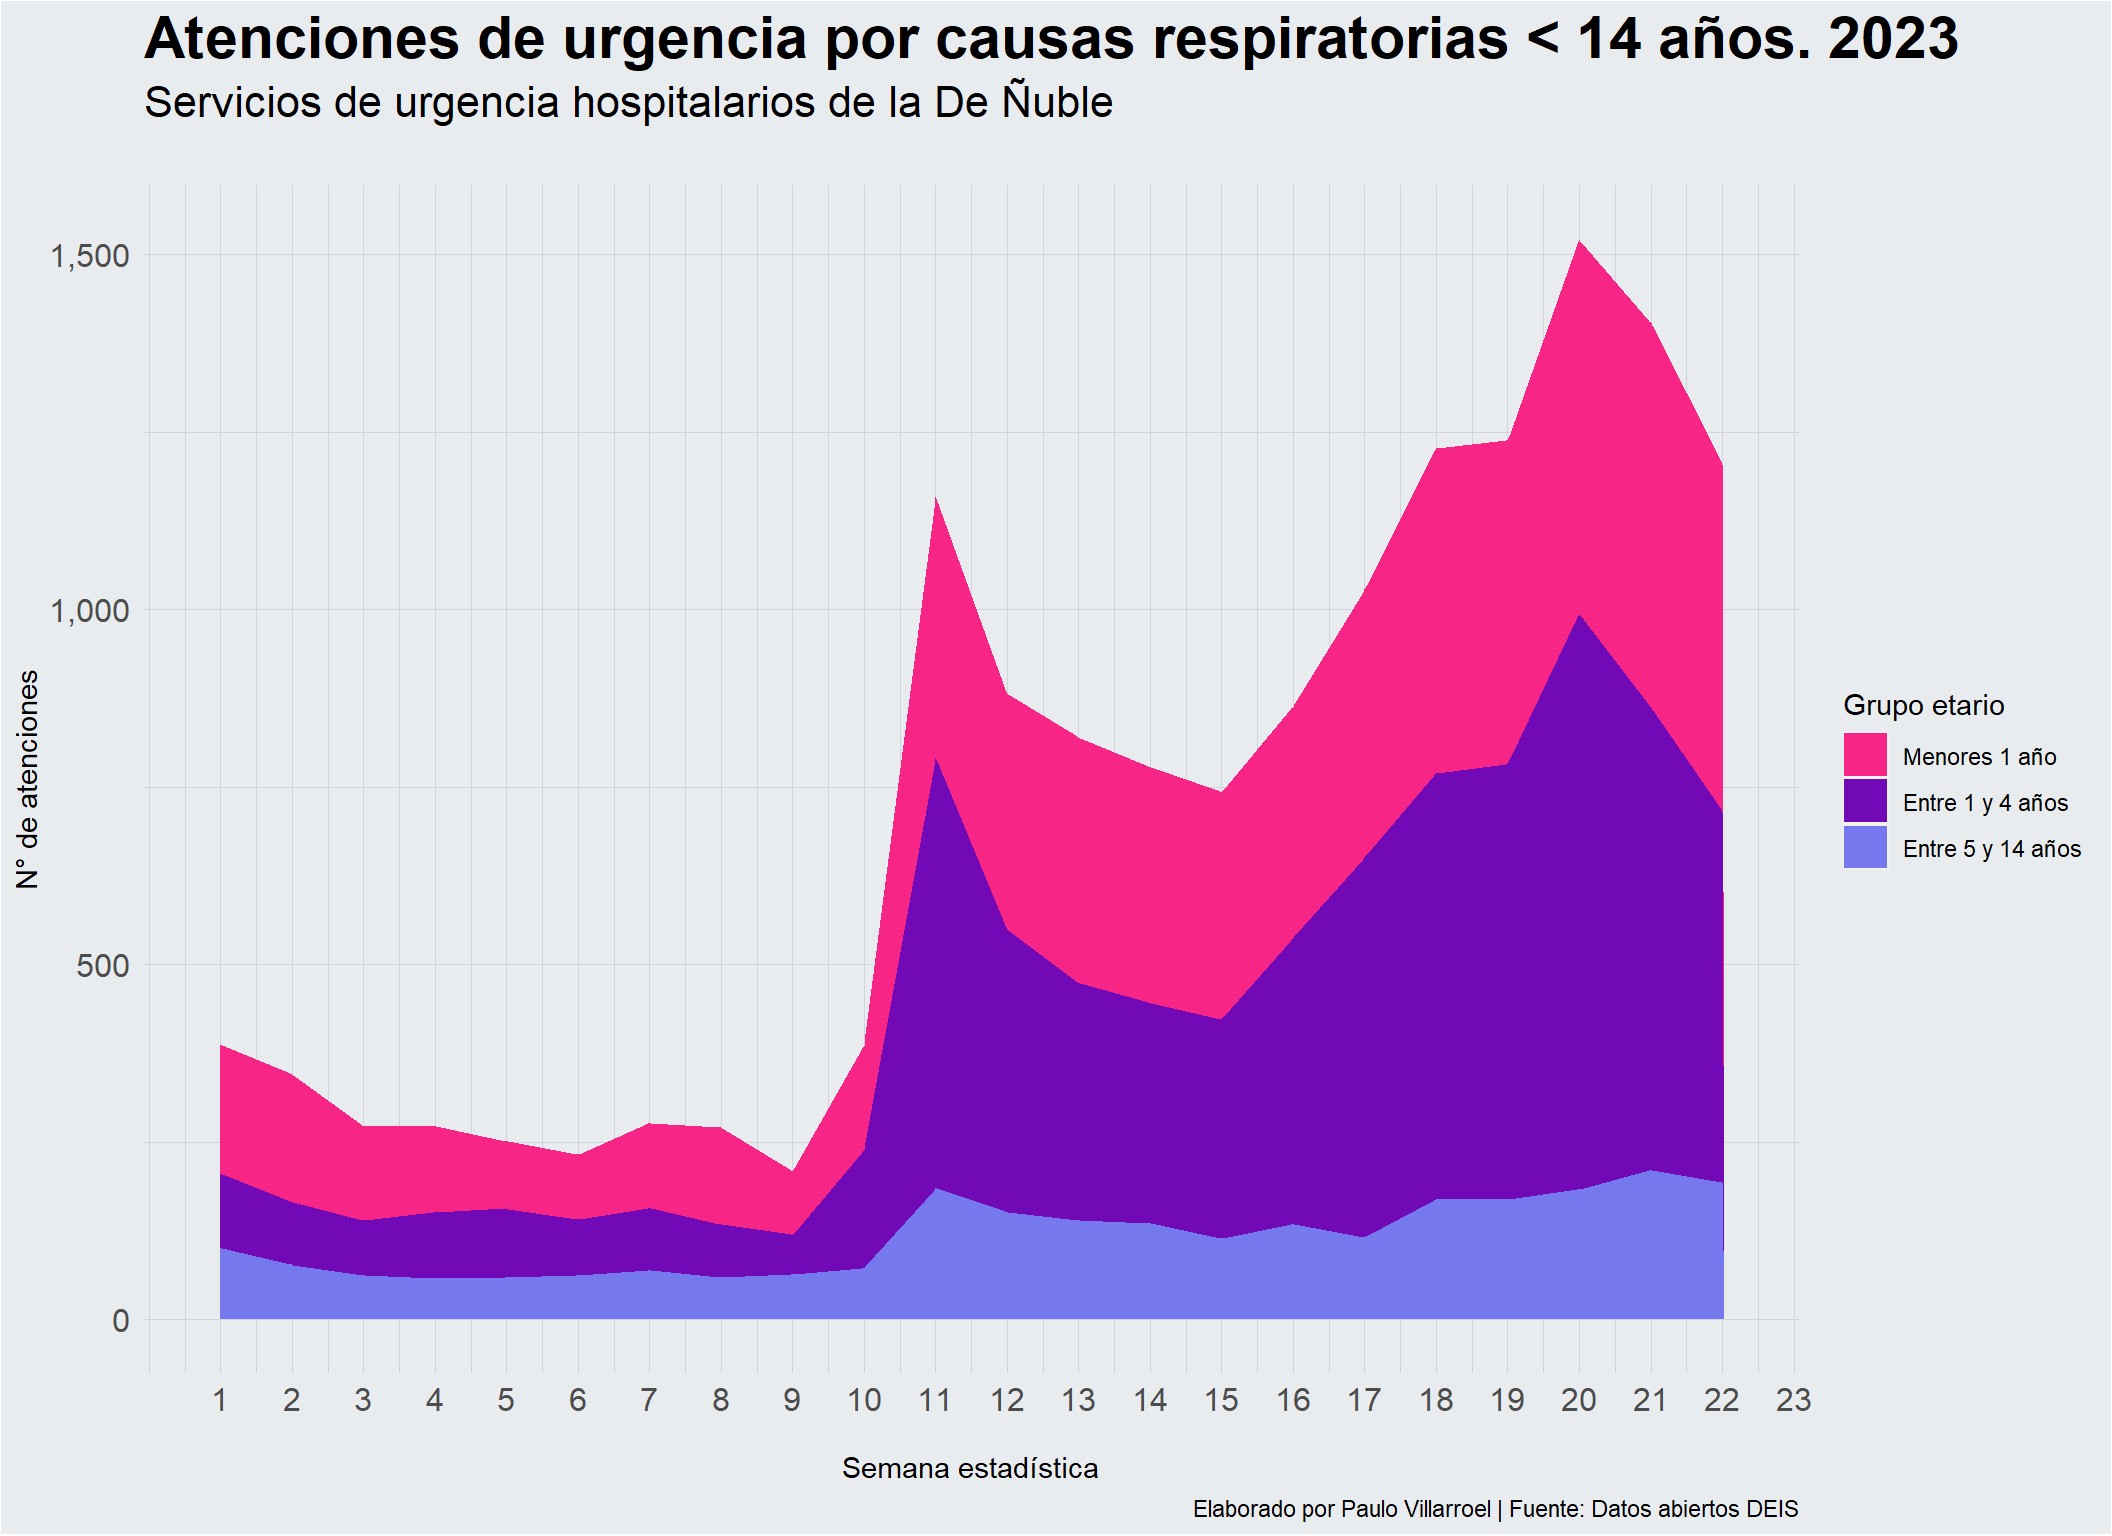 Atenciones de urgencia por causas respiratorias < 14 años. 2023
Servicios de urgencia hospitalarios de la De Ñuble
1,500
1,000
500
0
N° de atenciones
1 2 3 4 5 6 7 8 9 10 11 12 13 14 15 16 17 18 19 20 21 22 23
Semana estadística
Grupo etario
Menores 1 año
Entre 1 y 4 años
Entre 5 y 14 años
Elaborado por Paulo Villarroel | Fuente: Datos abiertos DEIS